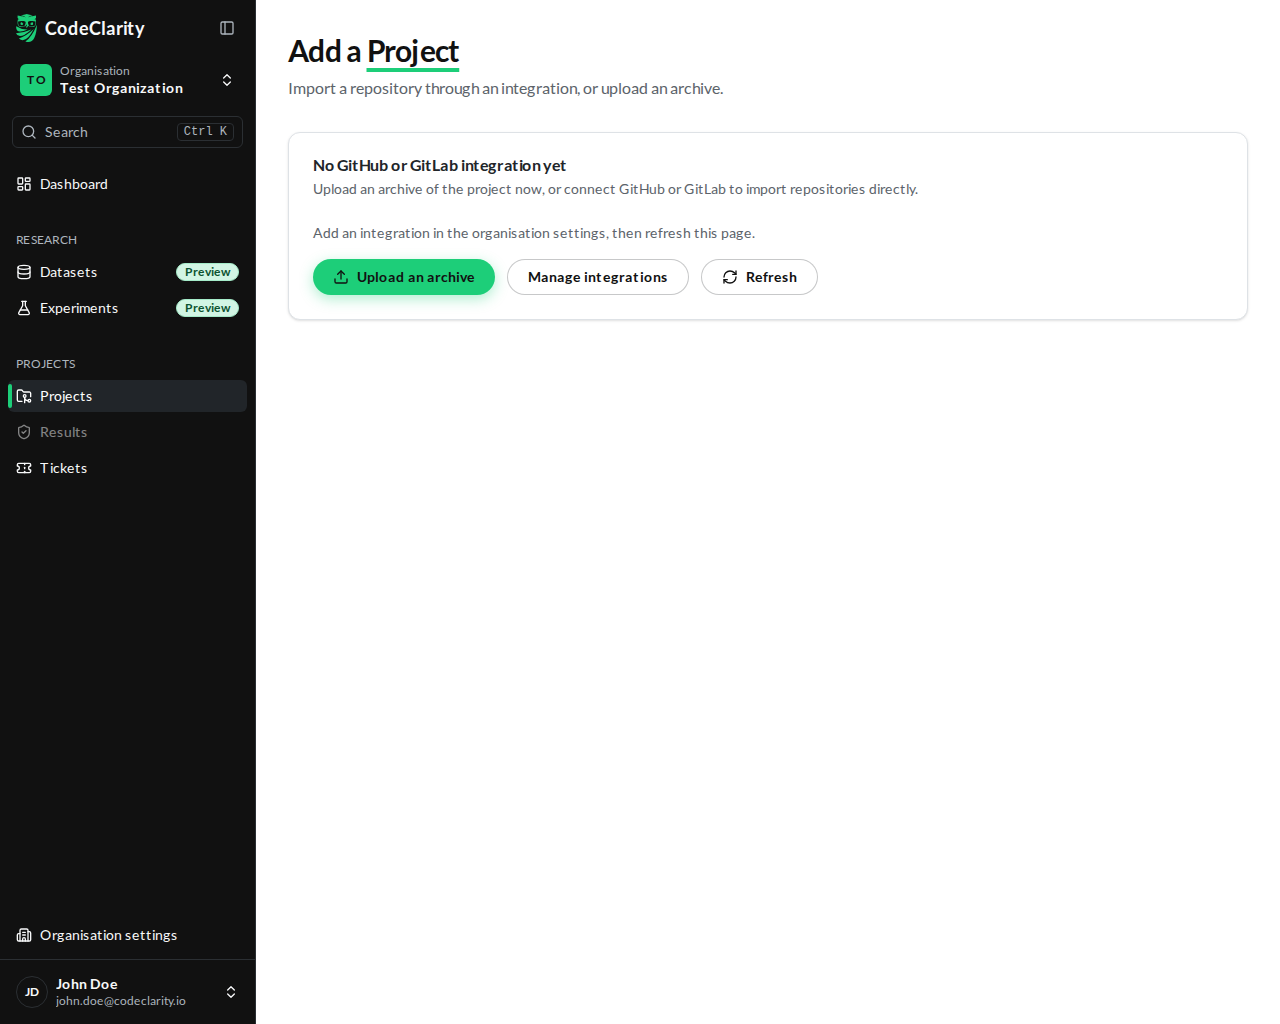 CodeClarity
TO
Organisation
Test Organization
Search
Ctrl K
Dashboard
RESEARCH
Datasets
Preview
Experiments
Preview
PROJECTS
Projects
Results
Tickets
Organisation settings
JD
John Doe
john.doe@codeclarity.io
Add a Project
Import a repository through an integration, or upload an archive.
No GitHub or GitLab integration yet
Upload an archive of the project now, or connect GitHub or GitLab to import repositories directly.
Add an integration in the organisation settings, then refresh this page.
Upload an archive
Manage integrations
Refresh